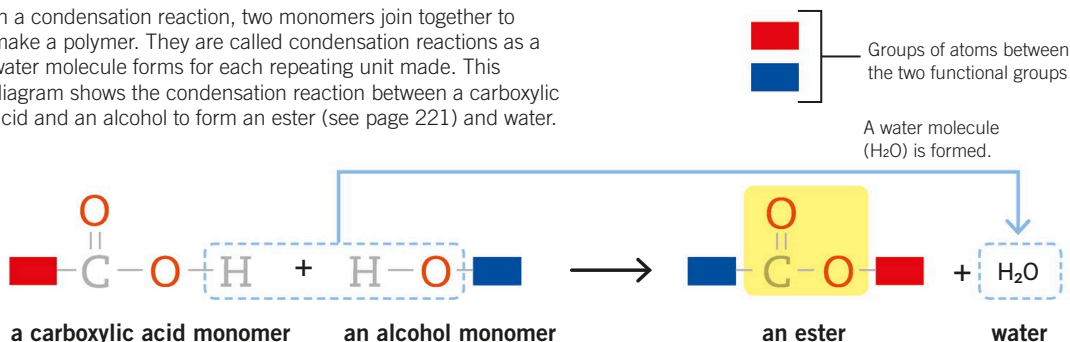 n a condensation reaction, two monomers join together to
make a polymer. They are called condensation reactions as a
water molecule forms for each repeating unit made. This
diagram shows the condensation reaction between a carboxylic
acid and an alcohol to form an ester (see page 221) and water.
Groups of atoms between
the two functional groups
A water molecule
(H₂O) is formed.
O
C O H + H O → C O + H₂O
O
a carboxylic acid monomer an alcohol monomer an ester water